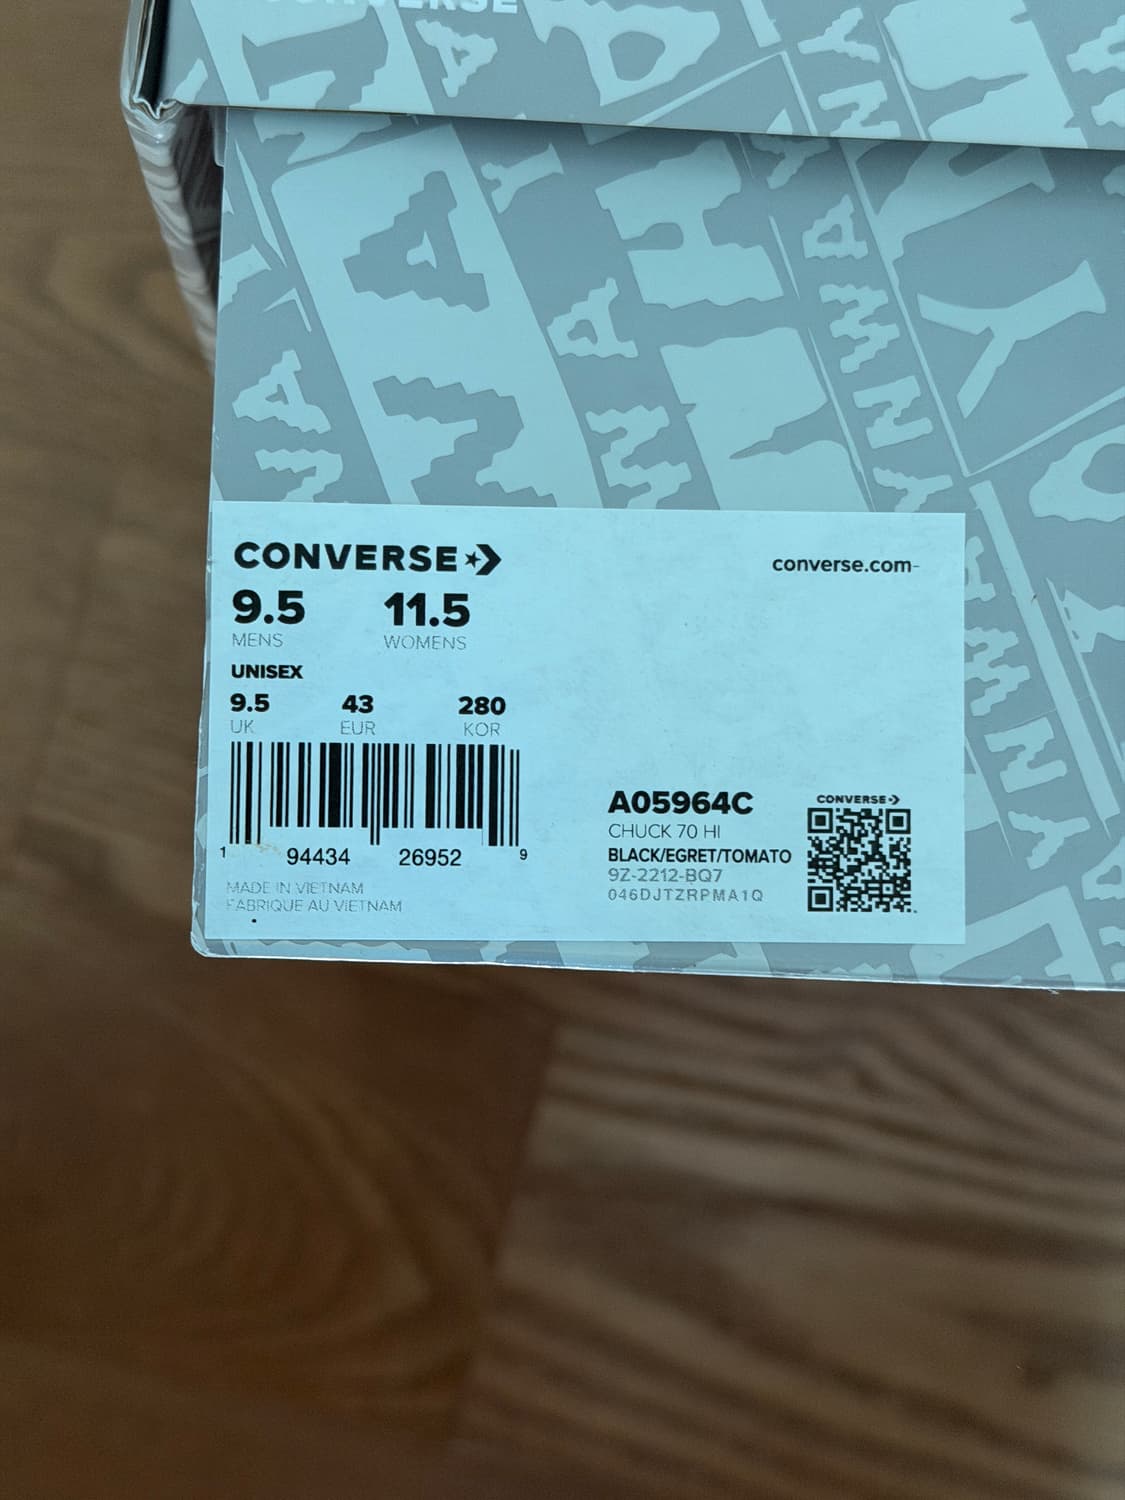 CONVERSE
CONVERSE
converse.com
9.5 11.5
MENS WOMENS
UNISEX
9.5 43 280
UK EUR KOR
1 94434 26952 9
MADE IN VIETNAM
FABRIQUE AU VIETNAM
A05964C
CHUCK 70 HI
BLACK/EGRET/TOMATO
9Z-2212-BQ7
046DJTZRPMA1Q
CONVERSE